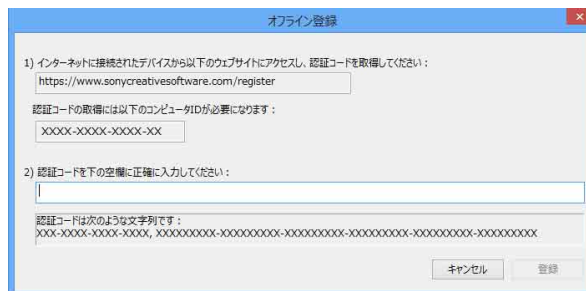 オフライン登録
×
1) インターネットに接続されたデバイスから以下のウェブサイトにアクセスし、認証コードを取得してください：
https://www.sonycreativesoftware.com/register
認証コードの取得には以下のコンピュータIDが必要になります：
XXXX-XXXX-XXXX-XX
2) 認証コードを下の空欄に正確に入力してください：
認証コードは次のような文字列です：
XXX-XXXX-XXXX-XXXX, XXXXXXXXX-XXXXXXXXX-XXXXXXXXX-XXXXXXXXX-XXXXXXXXX-XXXXXXXXX
キャンセル 登録